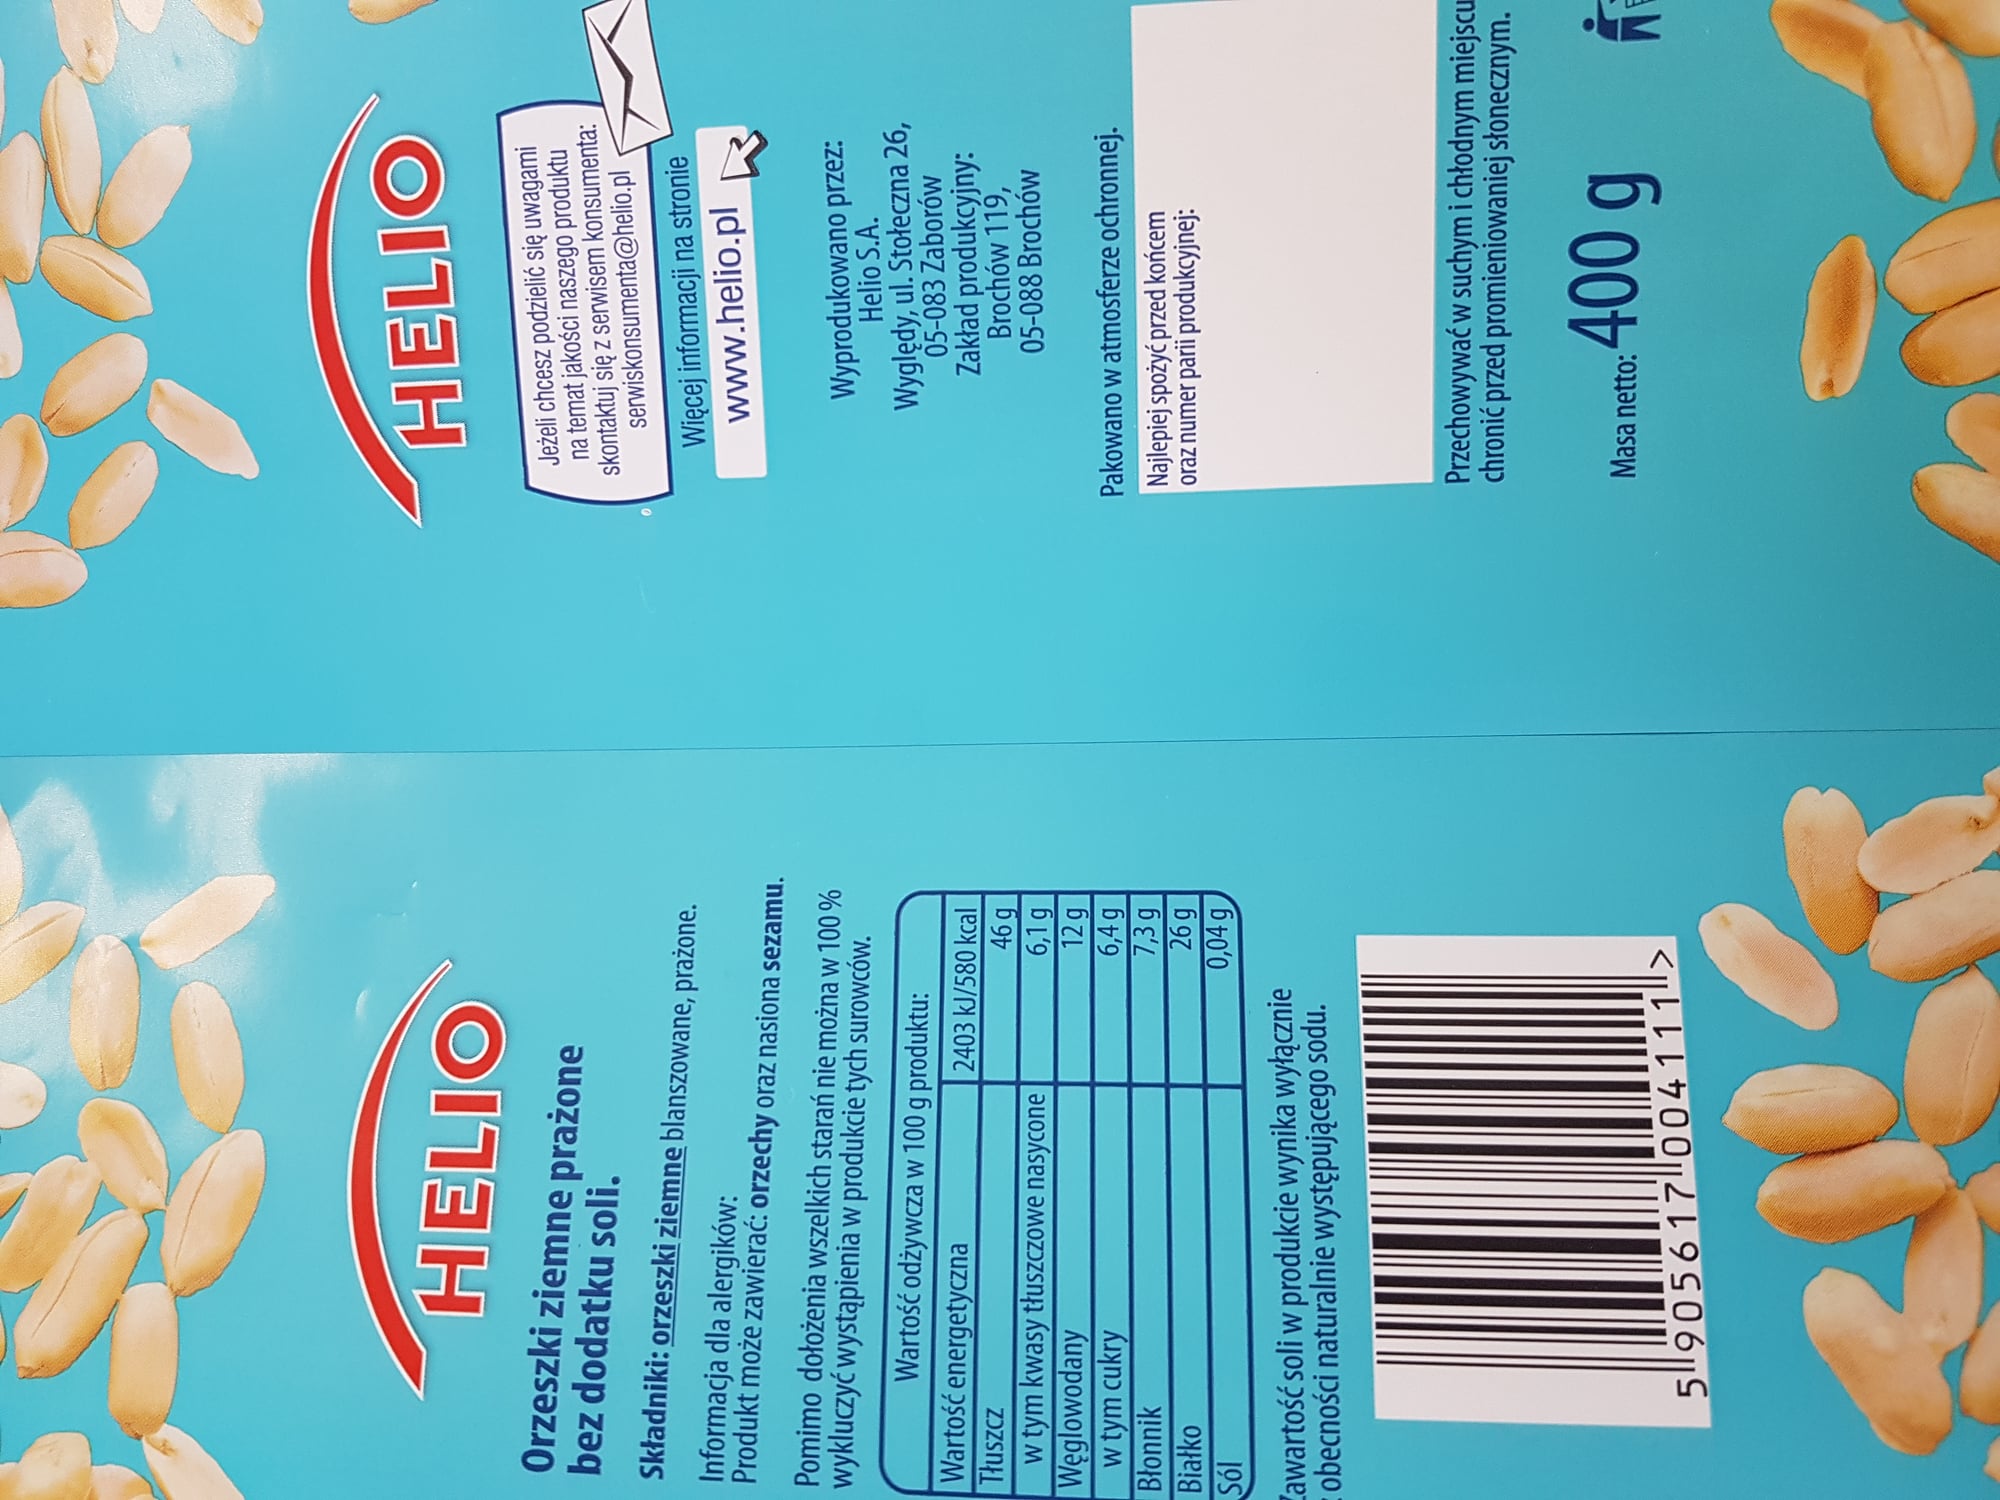 HELIO
Orzeszki ziemne prażone
bez dodatku soli.
Składniki: orzeszki ziemne blanszowane, prażone.
Informacja dla alergików:
Produkt może zawierać: orzechy oraz nasiona sezamu.
Pomimo dołożenia wszelkich starań nie można w 100 %
wykluczyć wystąpienia w produkcie tych surowców.
Wartość odżywcza w 100 g produktu:
Wartość energetyczna 2403 kJ/580 kcal
Tłuszcz 46 g
w tym kwasy tłuszczowe nasycone 6,1 g
Węglowodany 12 g
w tym cukry 6,4 g
Błonnik 7,3 g
Białko 26 g
Sól 0,04 g
Zawartość soli w produkcie wynika wyłącznie
z obecności naturalnie występującego sodu.
5 905617 004111 >
HELIO
Jeżeli chcesz podzielić się uwagami
na temat jakości naszego produktu
skontaktuj się z serwisem konsumenta:
serwiskonsumenta@helio.pl
Więcej informacji na stronie
www.helio.pl
Wyprodukowano przez:
Helio S.A.
Wyględy, ul. Stołeczna 26,
05-083 Zaborów
Zakład produkcyjny:
Brochów 119,
05-088 Brochów
Pakowano w atmosferze ochronnej.
Najlepiej spożyć przed końcem
oraz numer parii produkcyjnej:
Przechowywać w suchym i chłodnym miejscu
chronić przed promieniowaniej słonecznym.
Masa netto: 400 g